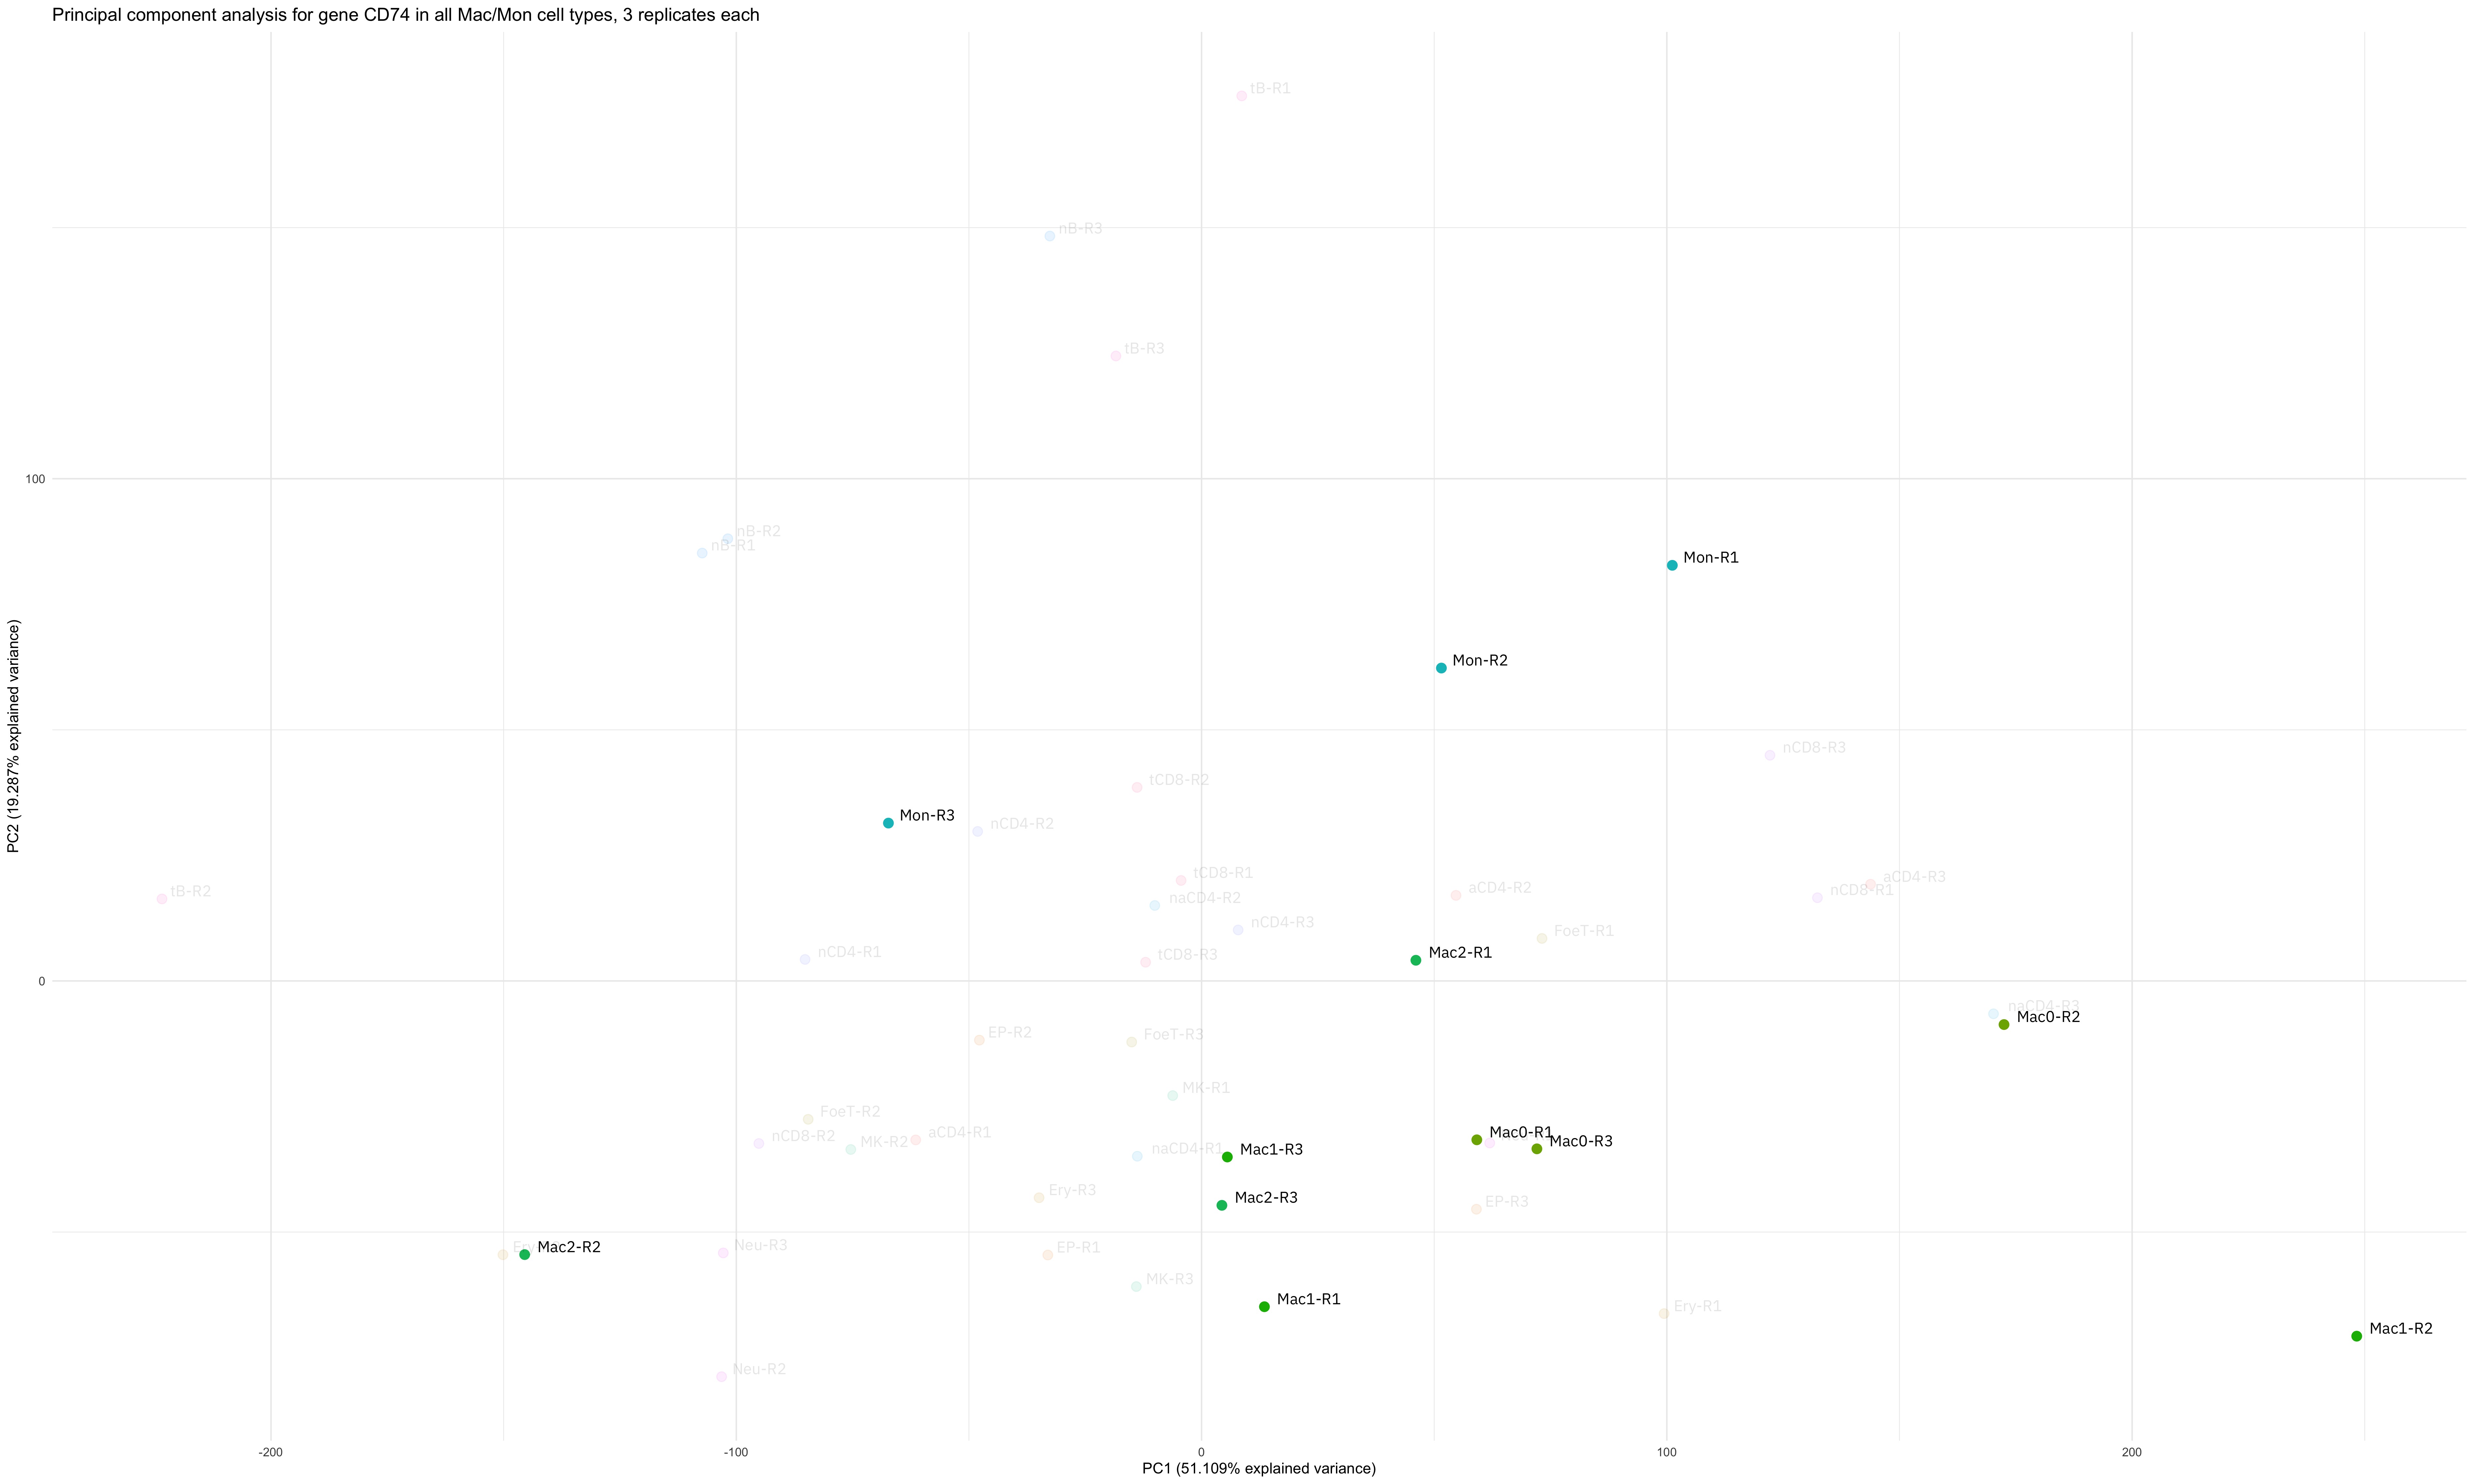 Principal component analysis for gene CD74 in all Mac/Mon cell types, 3 replicates each
tB-R1
nB-R3
tB-R3
100
nB-R2
nB-R1
Mon-R1
Mon-R2
nCD8-R3
tCD8-R2
Mon-R3
nCD4-R2
tCD8-R1
aCD4-R3
aCD4-R2
nCD8-R1
tB-R2
naCD4-R2
nCD4-R3
FoeT-R1
nCD4-R1
Mac2-R1
tCD8-R3
0
naCD4-R3
Mac0-R2
EP-R2
FoeT-R3
MK-R1
FoeT-R2
aCD4-R1
Mac0-R1
nCD8-R2
MK-R2
Mac0-R3
naCD4-R1
Mac1-R3
Ery-R3
Mac2-R3
EP-R3
Mac2-R2
Neu-R3
EP-R1
MK-R3
Mac1-R1
Ery-R1
Mac1-R2
Neu-R2
-200
-100
0
100
200
PC1 (51.109% explained variance)
PC2 (19.287% explained variance)